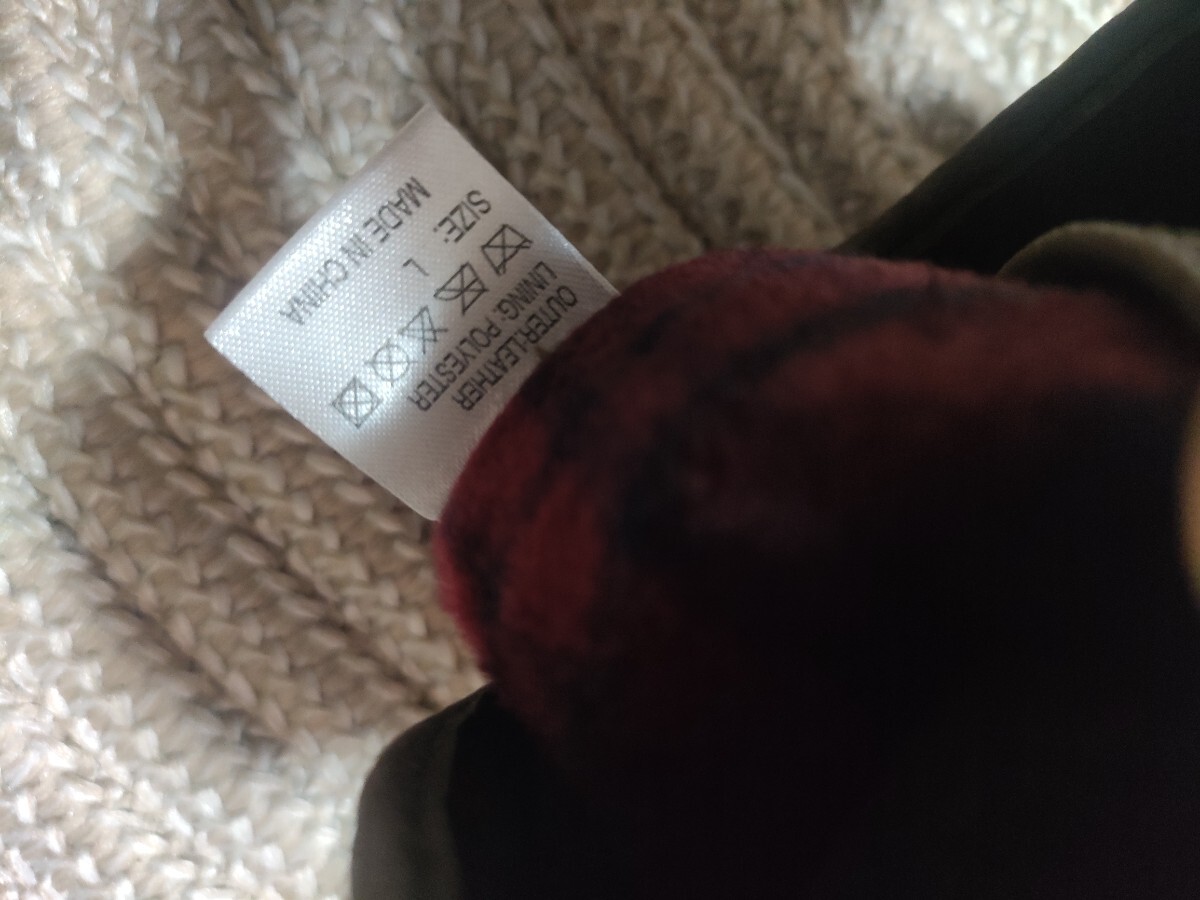 OUTER:LEATHER
LINING: POLYESTER
SIZE: L
MADE IN CHINA